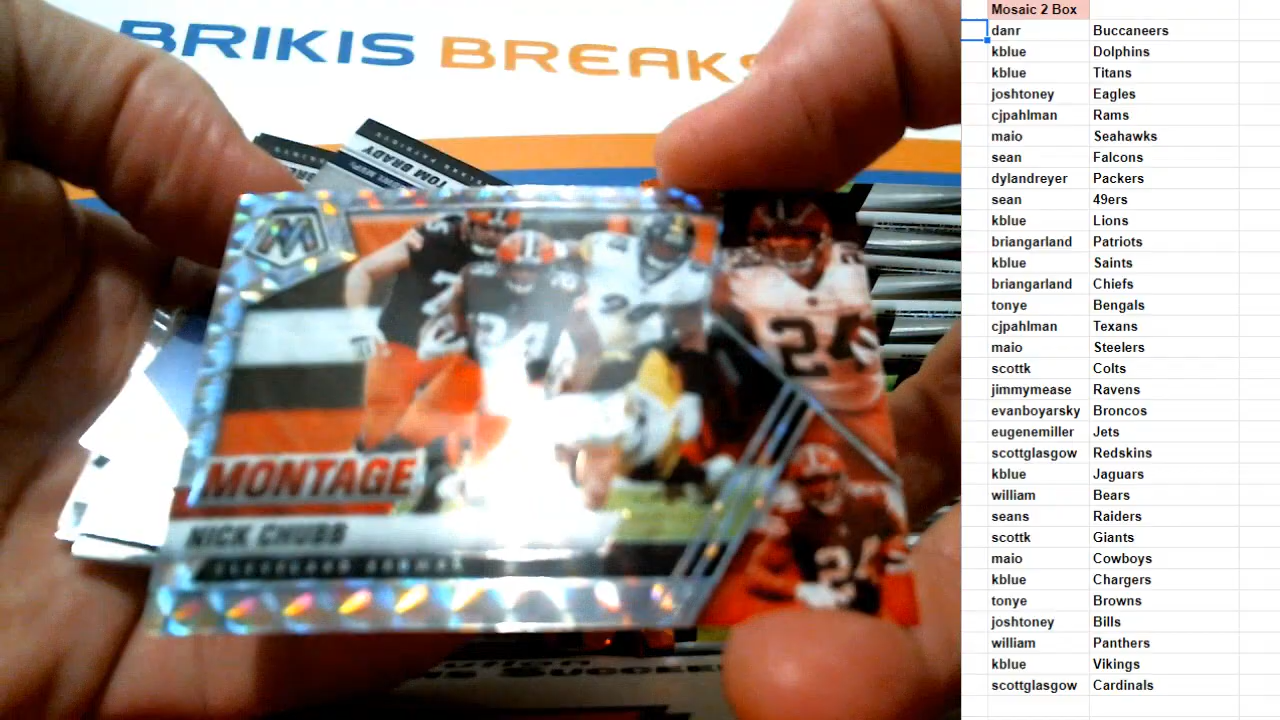 BRIKIS BREAKS
TOM BRADY
MONTAGE
NICK CHUBB
CLEVELAND BROWNS
24
Mosaic 2 Box
danr Buccaneers
kblue Dolphins
kblue Titans
joshtoney Eagles
cjpahlman Rams
maio Seahawks
sean Falcons
dylandreyer Packers
sean 49ers
kblue Lions
briangarland Patriots
kblue Saints
briangarland Chiefs
tonye Bengals
cjpahlman Texans
maio Steelers
scottk Colts
jimmymease Ravens
evanboyarsky Broncos
eugenemiller Jets
scottglasgow Redskins
kblue Jaguars
william Bears
seans Raiders
scottk Giants
maio Cowboys
kblue Chargers
tonye Browns
joshtoney Bills
william Panthers
kblue Vikings
scottglasgow Cardinals